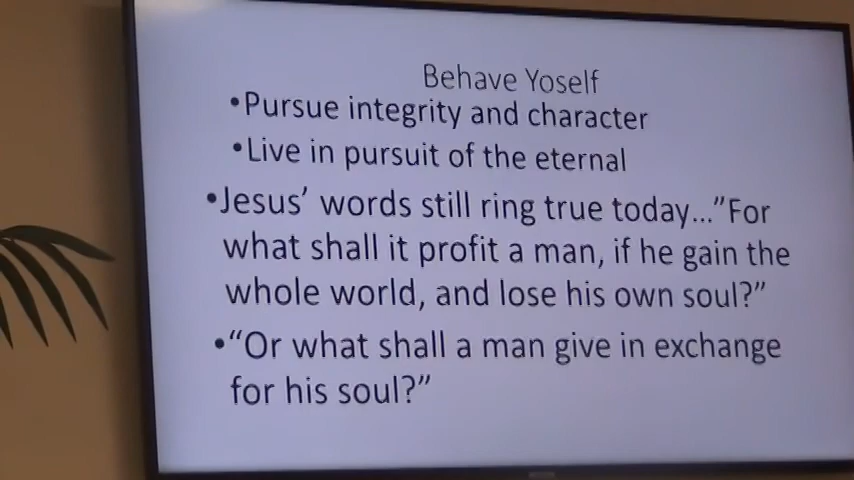 Behave Yoself
•Pursue integrity and character
•Live in pursuit of the eternal
•Jesus’ words still ring true today...”For
what shall it profit a man, if he gain the
whole world, and lose his own soul?”
•“Or what shall a man give in exchange
for his soul?”